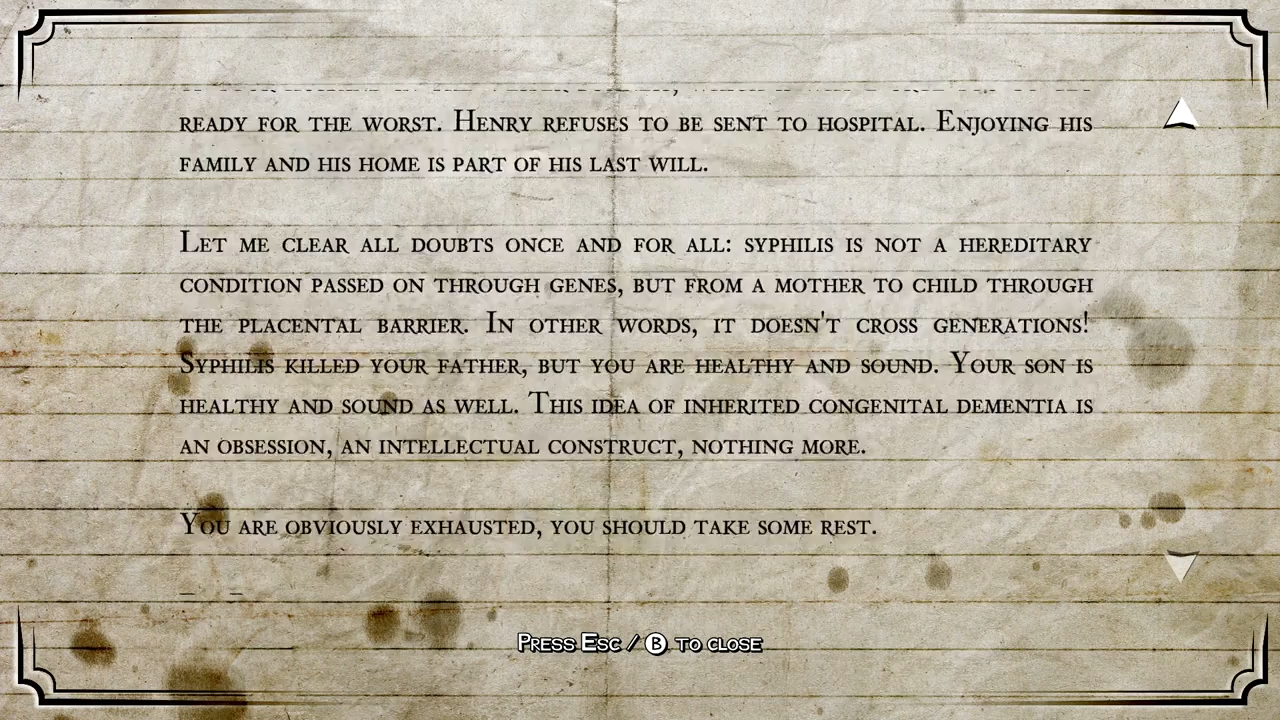 READY FOR THE WORST. HENRY REFUSES TO BE SENT TO HOSPITAL. ENJOYING HIS
FAMILY AND HIS HOME IS PART OF HIS LAST WILL.
LET ME CLEAR ALL DOUBTS ONCE AND FOR ALL: SYPHILIS IS NOT A HEREDITARY
CONDITION PASSED ON THROUGH GENES, BUT FROM A MOTHER TO CHILD THROUGH
THE PLACENTAL BARRIER. IN OTHER WORDS, IT DOESN'T CROSS GENERATIONS!
SYPHILIS KILLED YOUR FATHER, BUT YOU ARE HEALTHY AND SOUND. YOUR SON IS
HEALTHY AND SOUND AS WELL. THIS IDEA OF INHERITED CONGENITAL DEMENTIA IS
AN OBSESSION, AN INTELLECTUAL CONSTRUCT, NOTHING MORE.
YOU ARE OBVIOUSLY EXHAUSTED, YOU SHOULD TAKE SOME REST.
PRESS ESC / B TO CLOSE